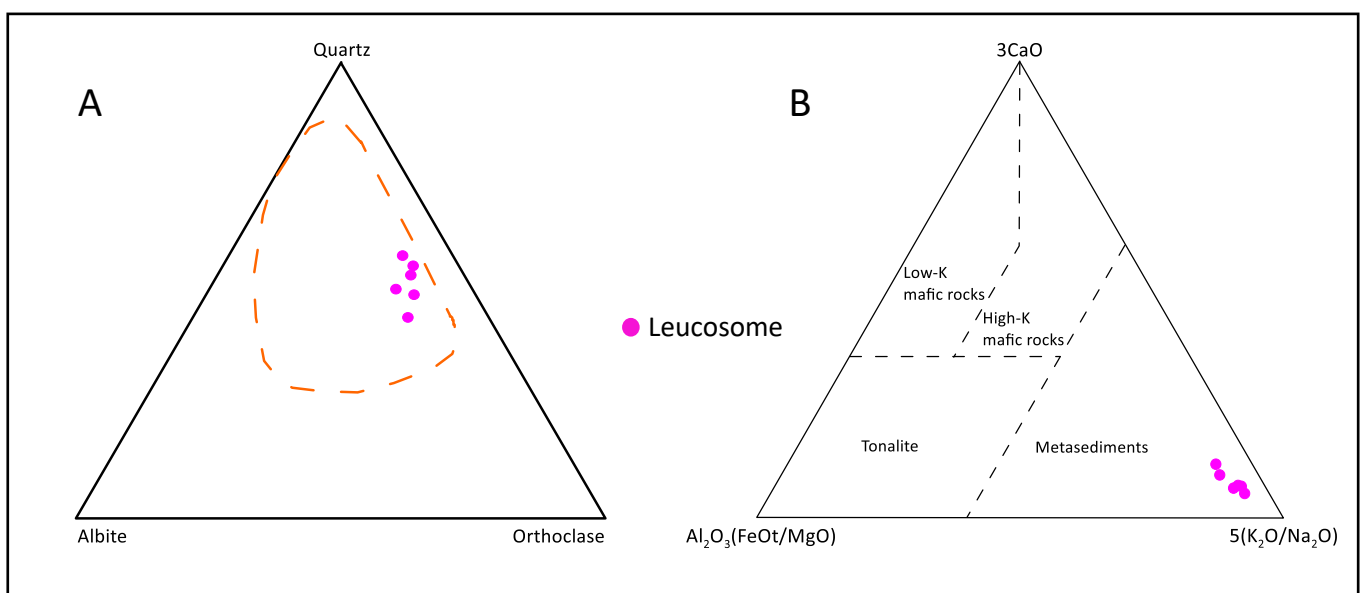 A
Quartz
Albite
Orthoclase
Leucosome
B
3CaO
Low-K
mafic rocks
High-K
mafic rocks
Tonalite
Metasediments
Al₂O₃(FeOt/MgO)
5(K₂O/Na₂O)